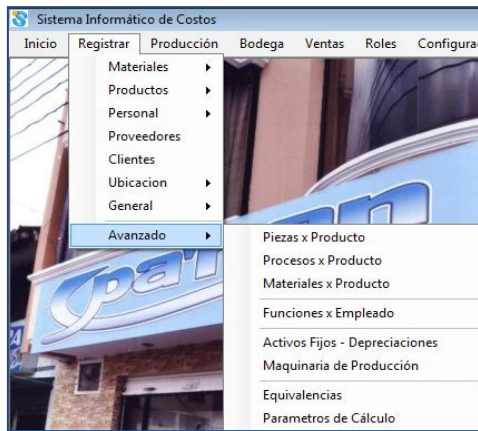 Sistema Informático de Costos
Inicio Registrar Producción Bodega Ventas Roles
Materiales
Productos
Personal
Proveedores
Clientes
Ubicacion
General
Avanzado
Piezas x Producto
Procesos x Producto
Materiales x Producto
Funciones x Empleado
Activos Fijos - Depreciaciones
Maquinaria de Producción
Equivalencias
Parametros de Cálculo